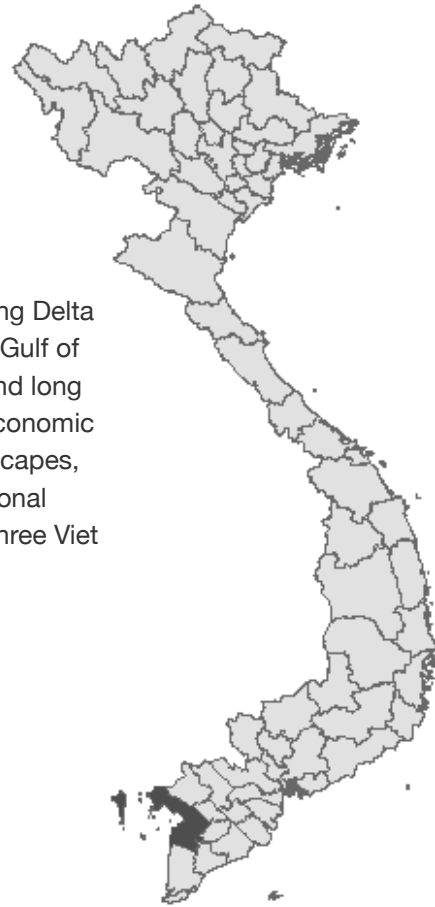 ng Delta
Gulf of
nd long
conomic
capes,
onal
hree Viet